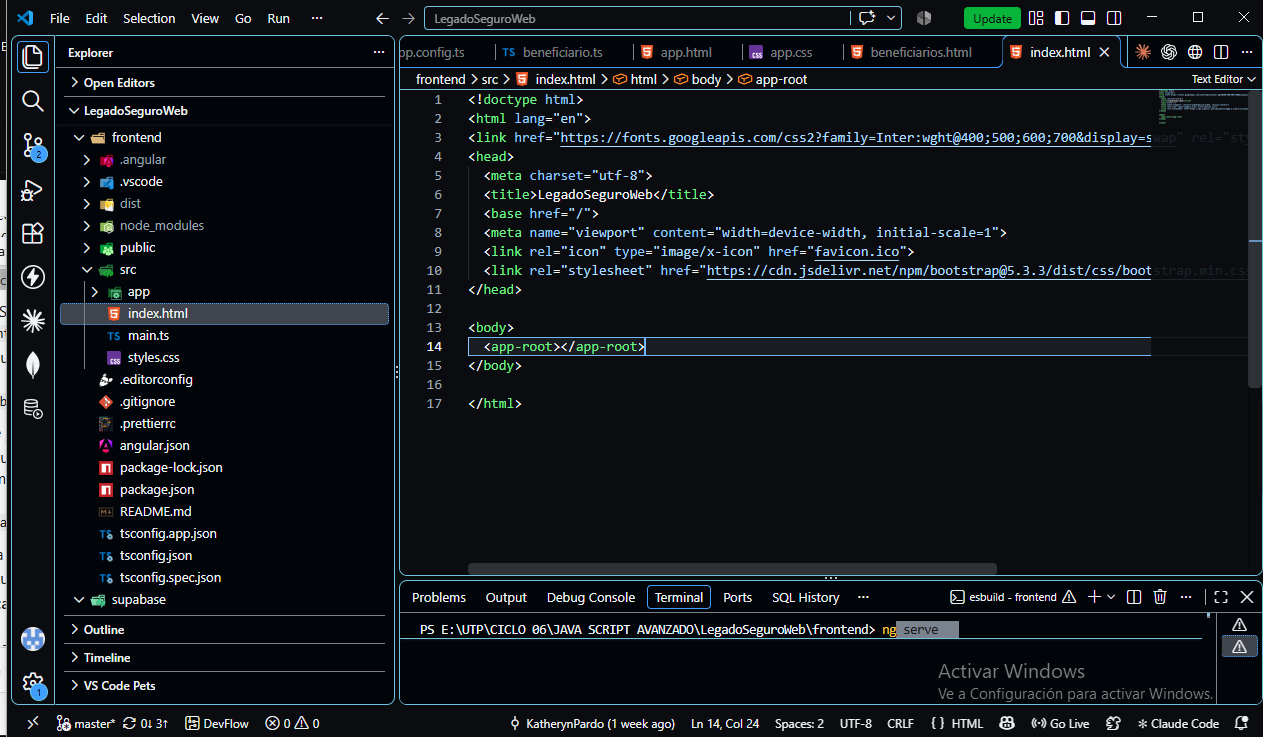 File Edit Selection View Go Run ··· LegadoSeguroWeb Update
Explorer
Open Editors
LegadoSeguroWeb
frontend
.angular
.vscode
dist
node_modules
public
src
app
index.html
main.ts
styles.css
.editorconfig
.gitignore
.prettierrc
angular.json
package-lock.json
package.json
README.md
tsconfig.app.json
tsconfig.json
tsconfig.spec.json
supabase
Outline
Timeline
VS Code Pets
pp.config.ts TS beneficiario.ts app.html app.css beneficiarios.html index.html
frontend > src > index.html > html > body > app-root Text Editor
1 <!doctype html>
2 <html lang="en">
3 <link href="https://fonts.googleapis.com/css2?family=Inter:wght@400;500;600;700&display=swap" rel="sty
4 <head>
5 <meta charset="utf-8">
6 <title>LegadoSeguroWeb</title>
7 <base href="/">
8 <meta name="viewport" content="width=device-width, initial-scale=1">
9 <link rel="icon" type="image/x-icon" href="favicon.ico">
10 <link rel="stylesheet" href="https://cdn.jsdelivr.net/npm/bootstrap@5.3.3/dist/css/bootstrap.min.css
11 </head>
12
13 <body>
14 <app-root></app-root>
15 </body>
16
17 </html>
Problems Output Debug Console Terminal Ports SQL History ··· esbuild - frontend
PS E:\UTP\CICLO 06\JAVA SCRIPT AVANZADO\LegadoSeguroWeb\frontend> ng serve
Activar Windows
Ve a Configuración para activar Windows.
master* 0↓ 3↑ DevFlow 0 0 KatherynPardo (1 week ago) Ln 14, Col 24 Spaces: 2 UTF-8 CRLF {} HTML Go Live Claude Code